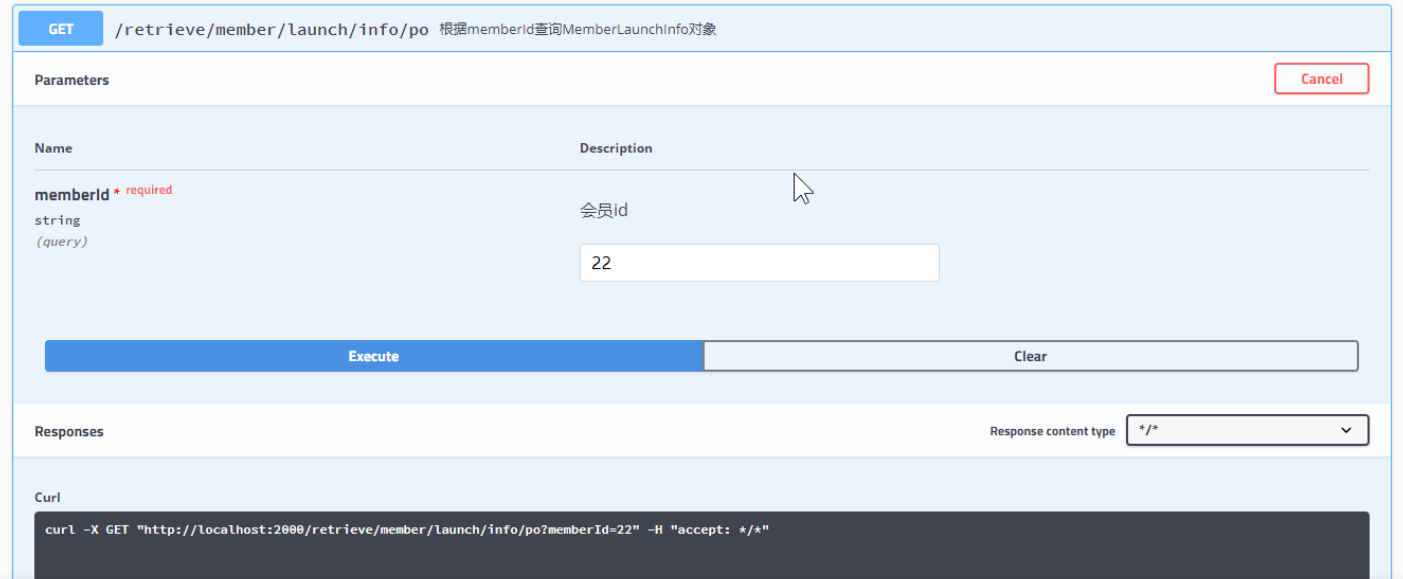 GET /retrieve/member/launch/info/po 根据memberId查询MemberLaunchInfo对象
Parameters Cancel
Name Description
memberId * required
string
(query)
会员id
22
Execute Clear
Responses Response content type */*
Curl
curl -X GET "http://localhost:2000/retrieve/member/launch/info/po?memberId=22" -H "accept: */*"